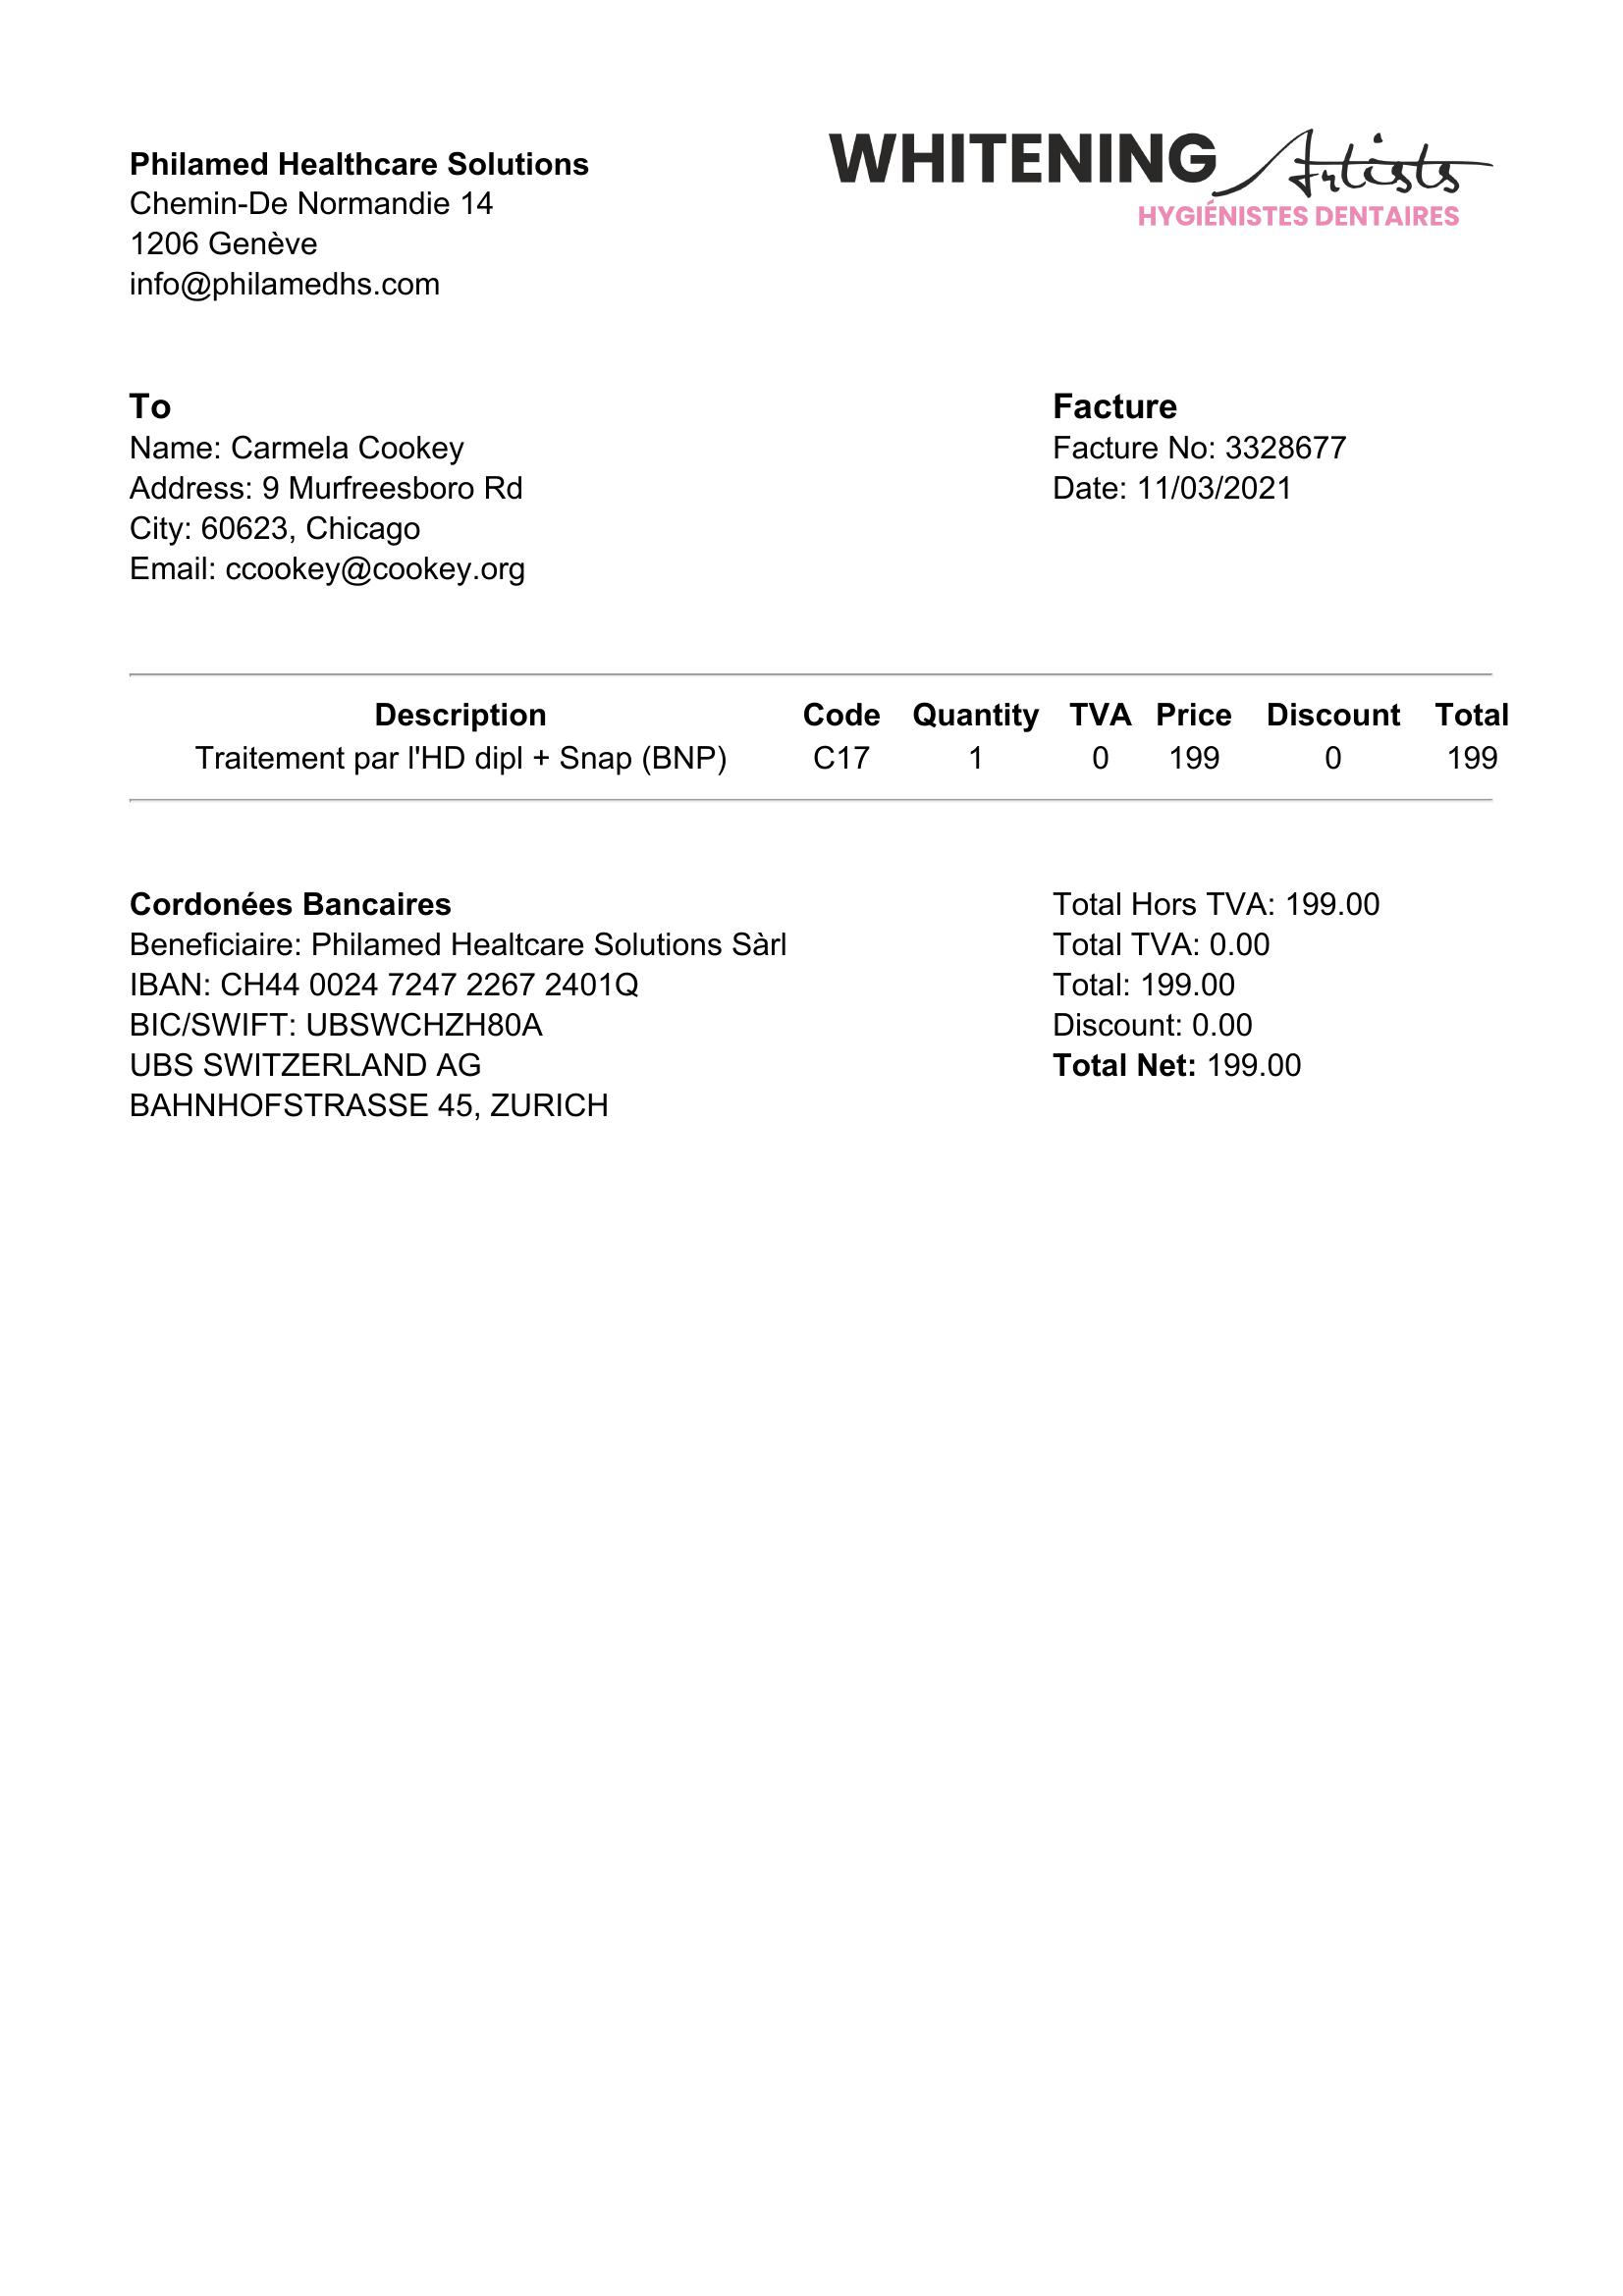 Philamed Healthcare Solutions
Chemin-De Normandie 14
1206 Genève
info@philamedhs.com
WHITENING Artists
HYGIÉNISTES DENTAIRES
To
Name: Carmela Cookey
Address: 9 Murfreesboro Rd
City: 60623, Chicago
Email: ccookey@cookey.org
Facture
Facture No: 3328677
Date: 11/03/2021
Description Code Quantity TVA Price Discount Total
Traitement par l'HD dipl + Snap (BNP) C17 1 0 199 0 199
Cordonées Bancaires
Beneficiaire: Philamed Healtcare Solutions Sàrl
IBAN: CH44 0024 7247 2267 2401Q
BIC/SWIFT: UBSWCHZH80A
UBS SWITZERLAND AG
BAHNHOFSTRASSE 45, ZURICH
Total Hors TVA: 199.00
Total TVA: 0.00
Total: 199.00
Discount: 0.00
Total Net: 199.00